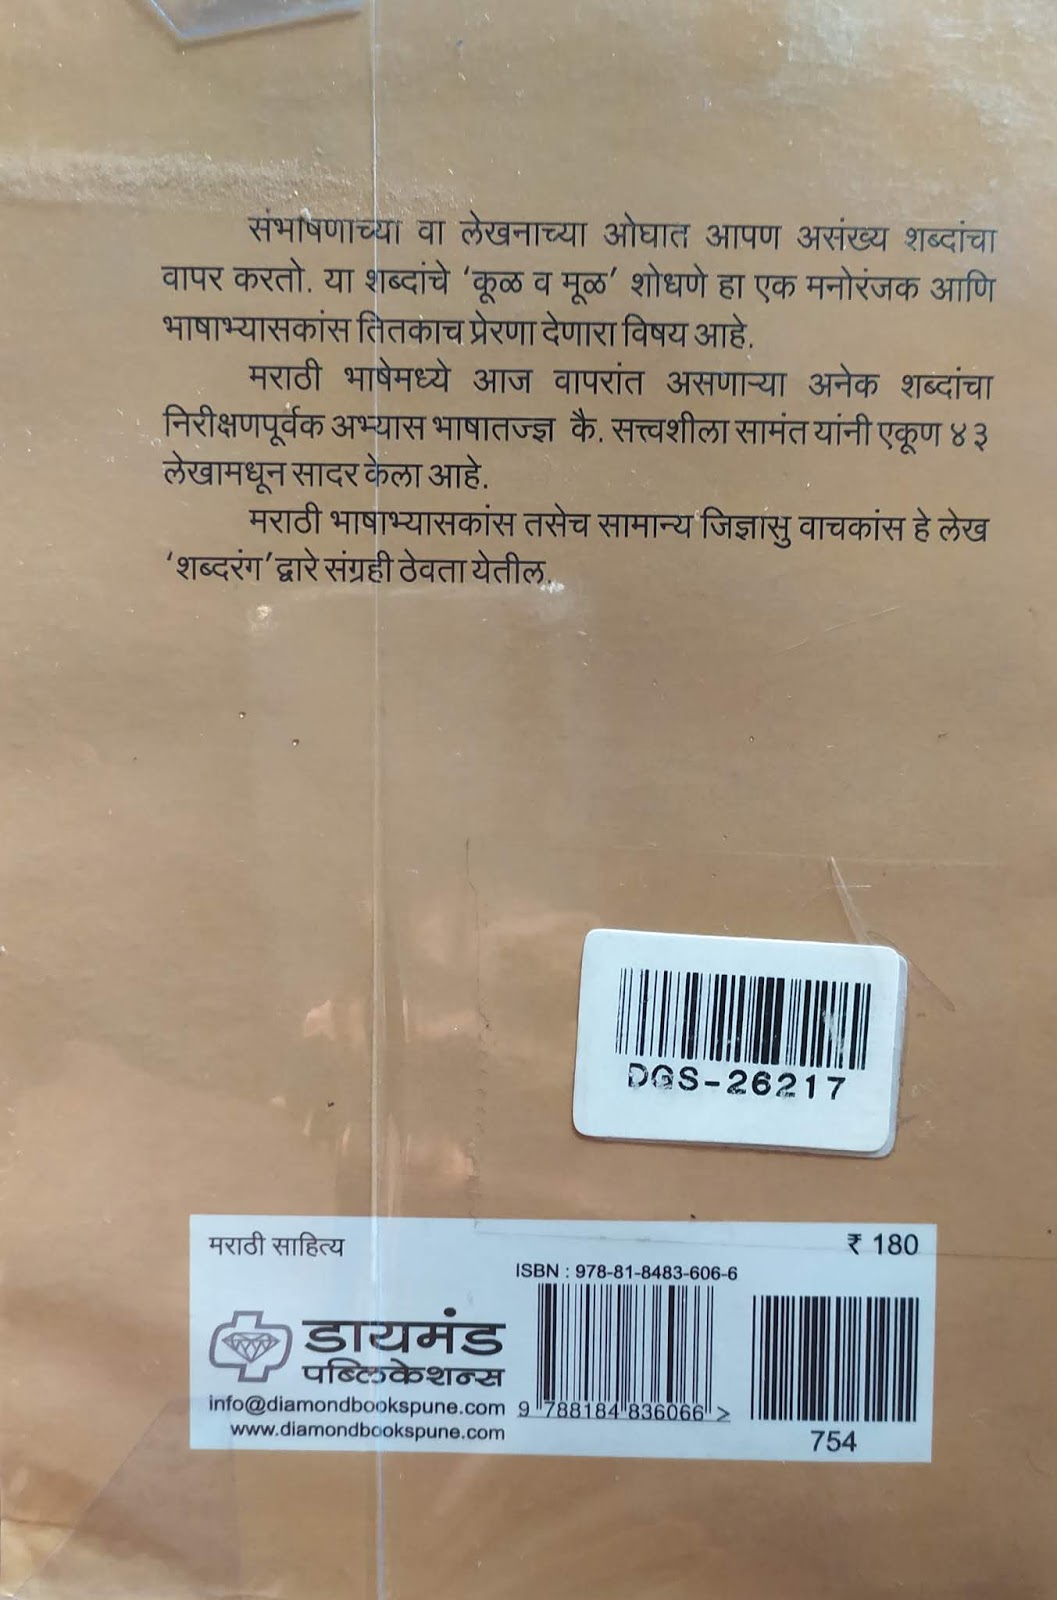 संभाषणाच्या वा लेखनाच्या ओघात आपण असंख्य शब्दांचा
वापर करतो. या शब्दांचे ‘कूळ व मूळ’ शोधणे हा एक मनोरंजक आणि
भाषाभ्यासकांस तितकाच प्रेरणा देणारा विषय आहे.
मराठी भाषेमध्ये आज वापरांत असणाऱ्या अनेक शब्दांचा
निरीक्षणपूर्वक अभ्यास भाषातज्ज्ञ कै. सत्त्वशीला सामंत यांनी एकूण ४३
लेखामधून सादर केला आहे.
मराठी भाषाभ्यासकांस तसेच सामान्य जिज्ञासु वाचकांस हे लेख
‘शब्दरंग’ द्वारे संग्रही ठेवता येतील.
DGS-26217
मराठी साहित्य
₹ 180
ISBN : 978-81-8483-606-6
डायमंड
पब्लिकेशन्स
info@diamondbookspune.com
www.diamondbookspune.com
9 788184 836066 >
754